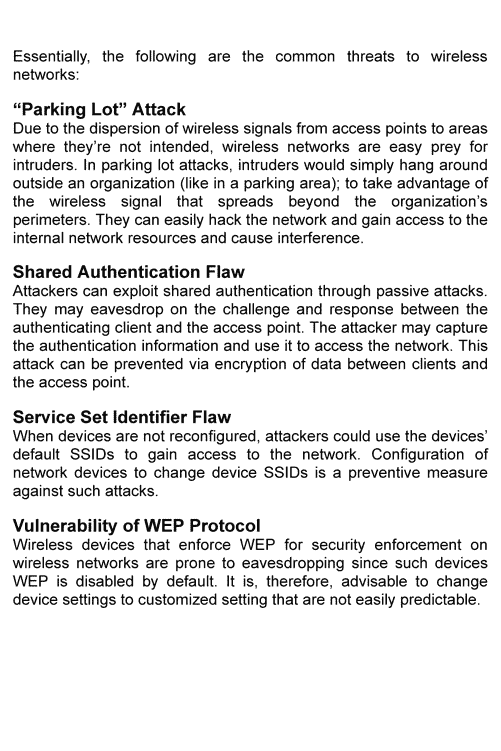 Essentially, the following are the common threats to wireless
networks:
“Parking Lot” Attack
Due to the dispersion of wireless signals from access points to areas
where they’re not intended, wireless networks are easy prey for
intruders. In parking lot attacks, intruders would simply hang around
outside an organization (like in a parking area); to take advantage of
the wireless signal that spreads beyond the organization’s
perimeters. They can easily hack the network and gain access to the
internal network resources and cause interference.
Shared Authentication Flaw
Attackers can exploit shared authentication through passive attacks.
They may eavesdrop on the challenge and response between the
authenticating client and the access point. The attacker may capture
the authentication information and use it to access the network. This
attack can be prevented via encryption of data between clients and
the access point.
Service Set Identifier Flaw
When devices are not reconfigured, attackers could use the devices’
default SSIDs to gain access to the network. Configuration of
network devices to change device SSIDs is a preventive measure
against such attacks.
Vulnerability of WEP Protocol
Wireless devices that enforce WEP for security enforcement on
wireless networks are prone to eavesdropping since such devices
WEP is disabled by default. It is, therefore, advisable to change
device settings to customized setting that are not easily predictable.